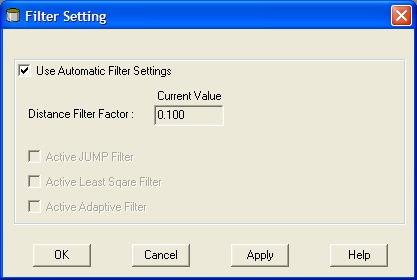 Filter Setting
Use Automatic Filter Settings
Current Value
Distance Filter Factor : 0.100
Active JUMP Filter
Active Least Sqare Filter
Active Adaptive Filter
OK Cancel Apply Help